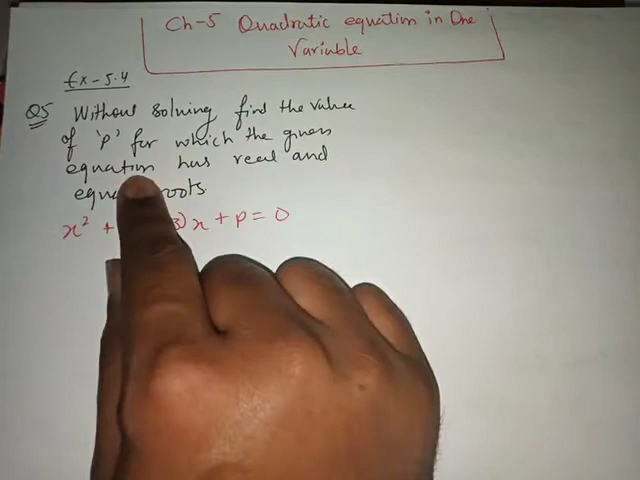 Ch-5 Quadratic equation in One
Variable
Ex-5.4
Q5 Without solving find the value
of 'p' for which the given
equation has real and
equ roots
x² + 3)x + p = 0